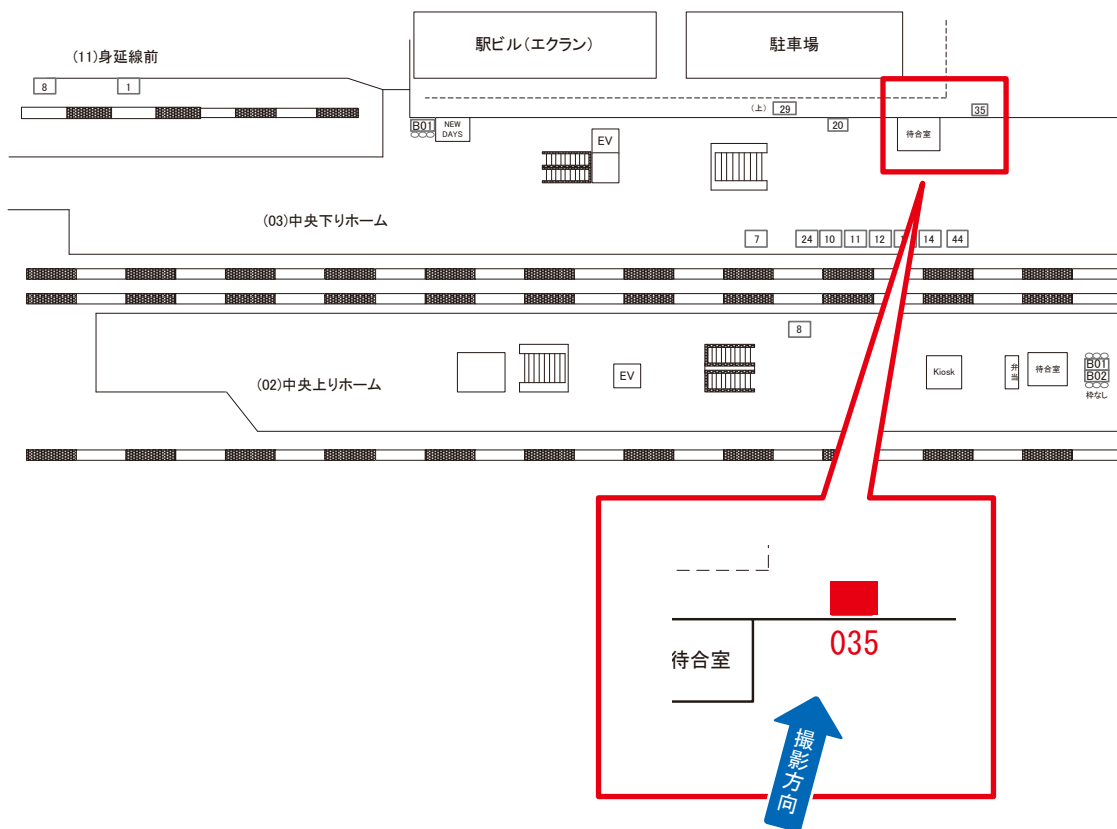 駅ビル(エクラン)
駐車場
(11)身延線前
8
1
(上)
29
35
B01
NEW
DAYS
20
EV
待合室
(03)中央下りホーム
7
24
10
11
12
14
44
8
(02)中央上りホーム
EV
Kiosk
弁当
待合室
B01
B02
枠なし
035
待合室
撮影方向